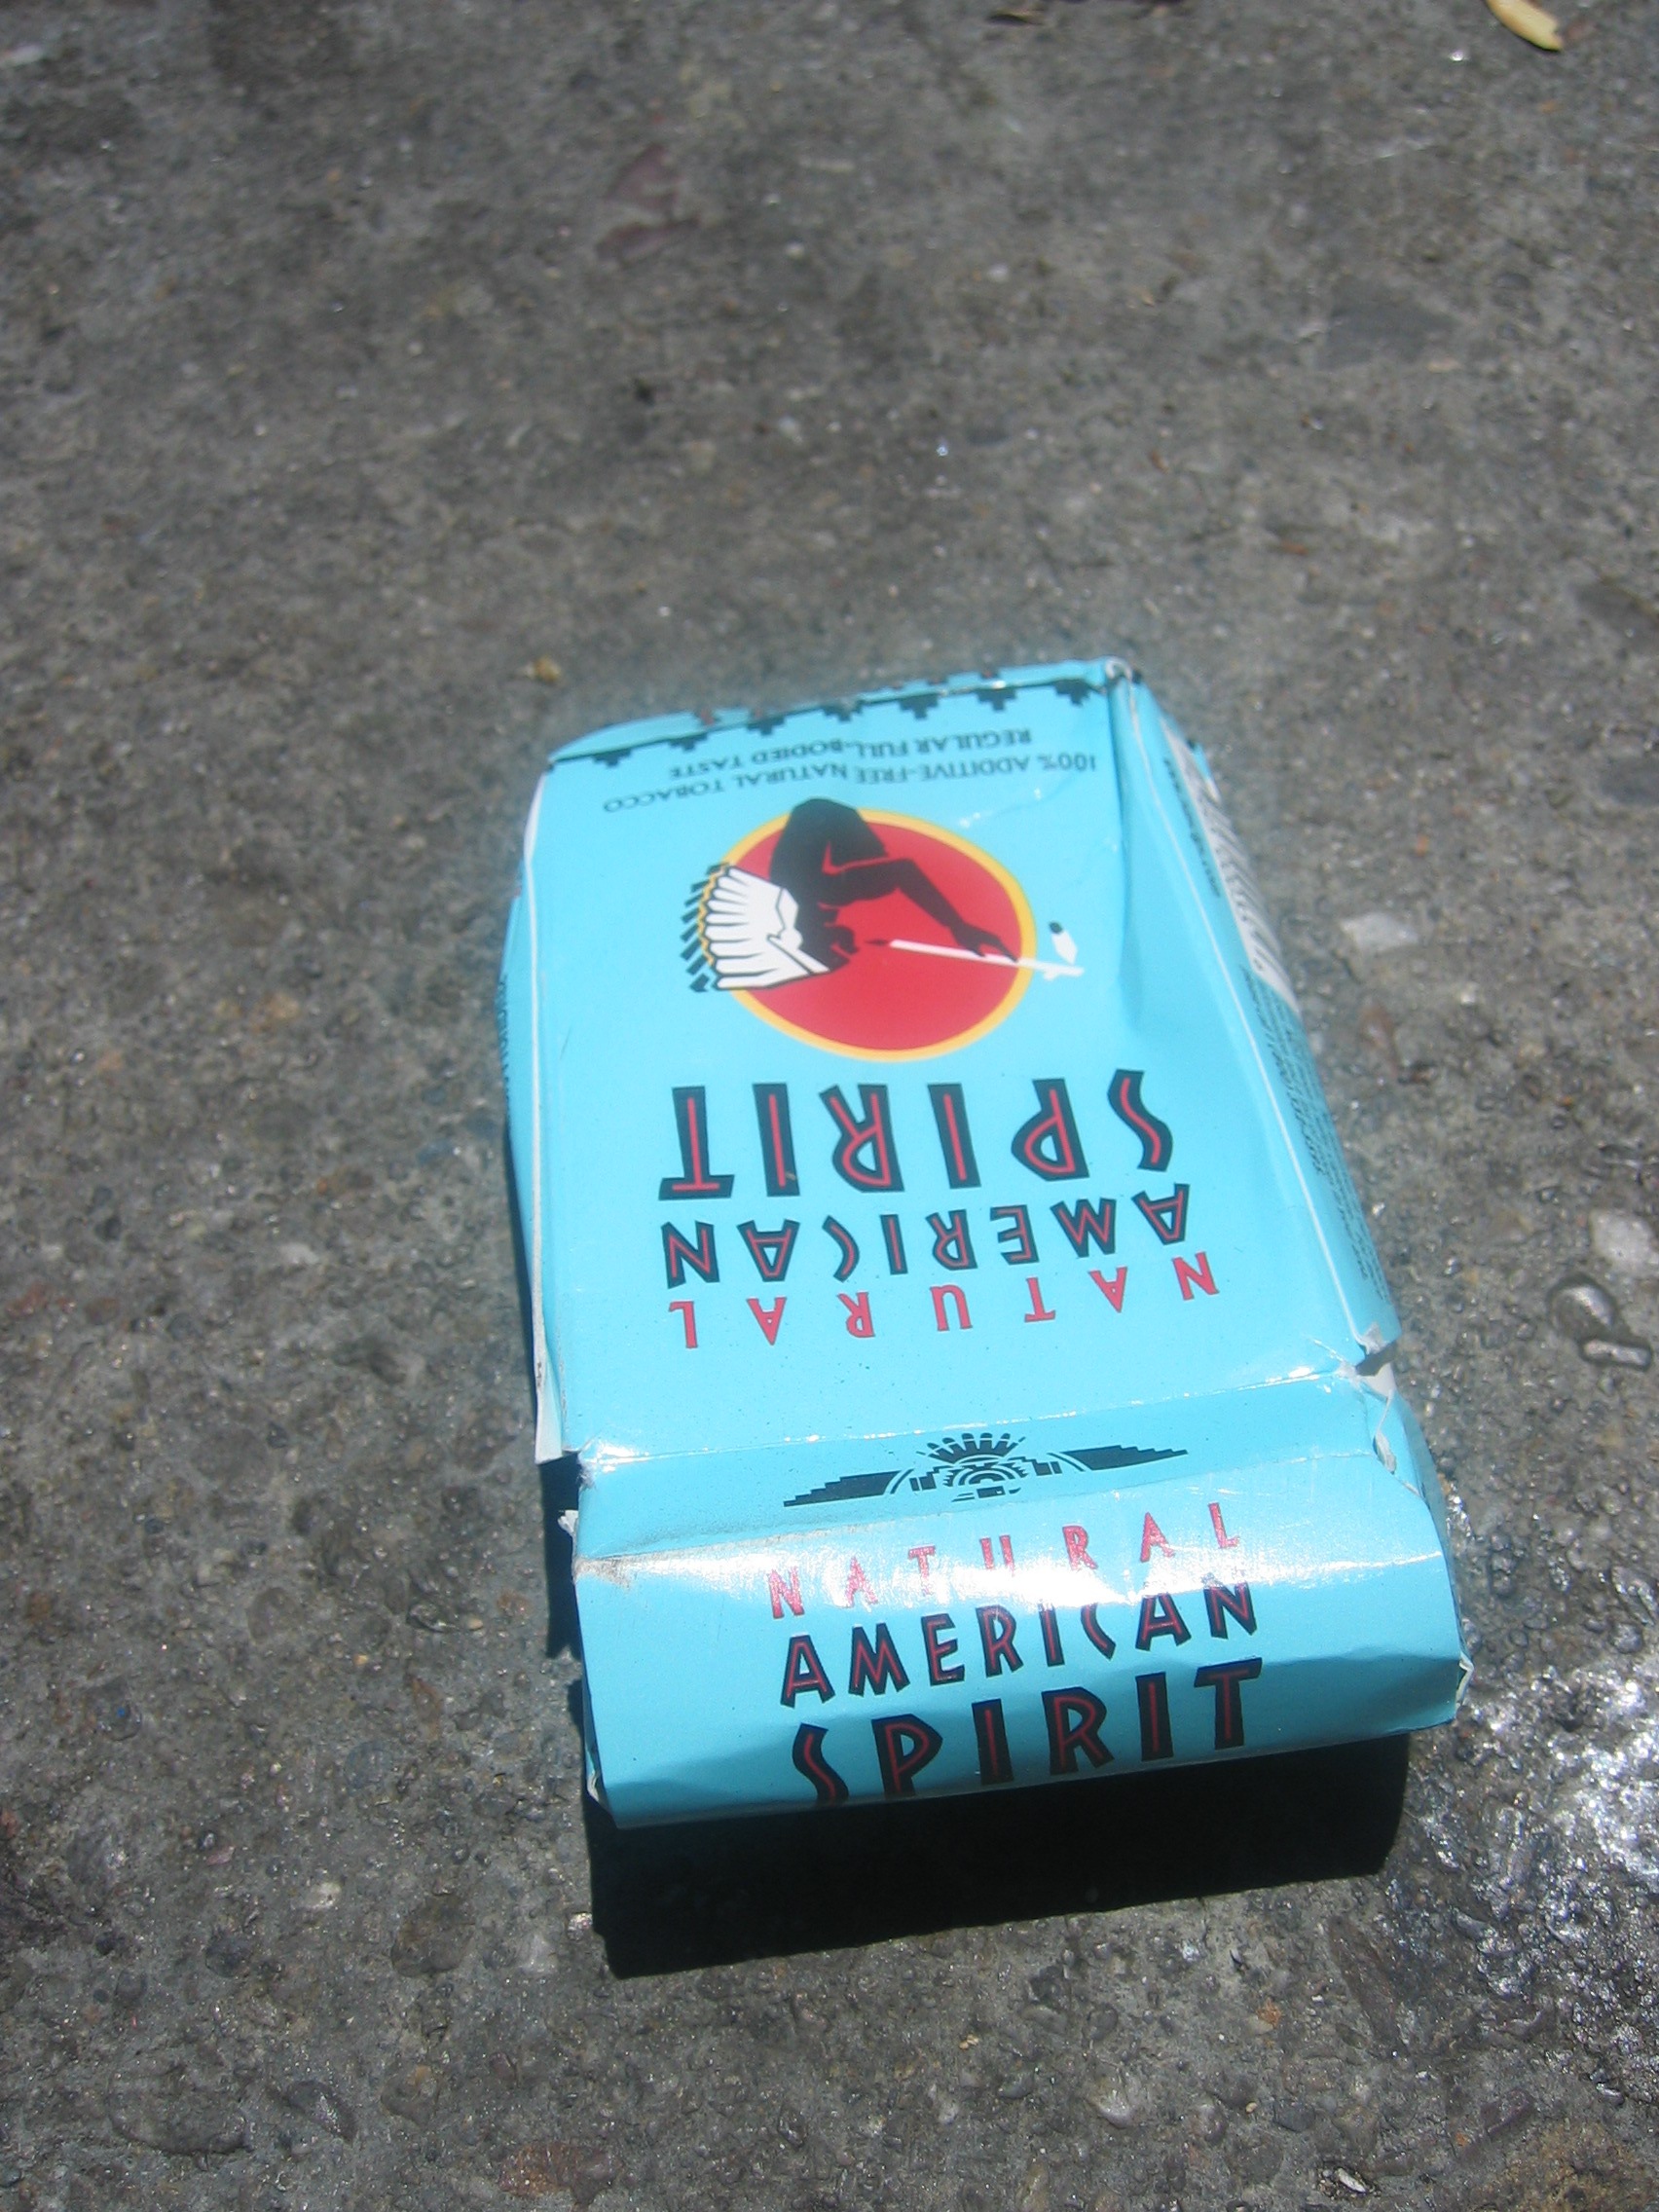 NATURAL
AMERICAN
SPIRIT
100% ADDITIVE-FREE NATURAL TOBACCO
REGULAR FULL-BODIED TASTE
NATURAL
AMERICAN
SPIRIT